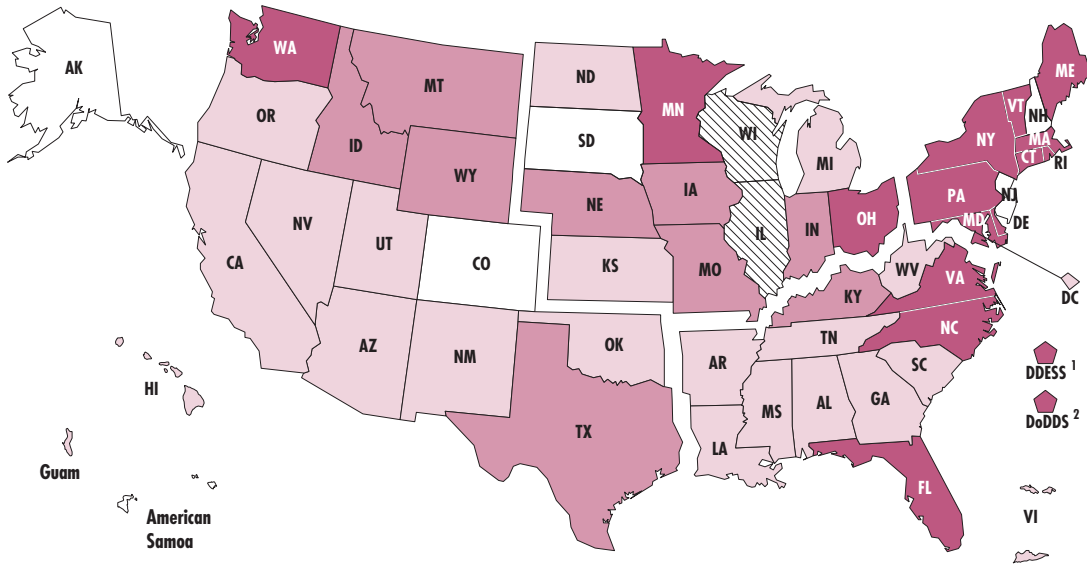 AK
WA
MT
ND
MN
ME
VT
NH
OR
ID
SD
WI
NY
MA
CT
RI
WY
MI
PA
NJ
NE
IA
OH
MD
DE
NV
UT
CO
IL
IN
CA
KS
MO
WV
VA
DC
KY
AZ
NM
OK
TN
NC
AR
SC
DDESS 1
HI
MS
AL
GA
DoDDS 2
TX
LA
Guam
FL
American
Samoa
VI